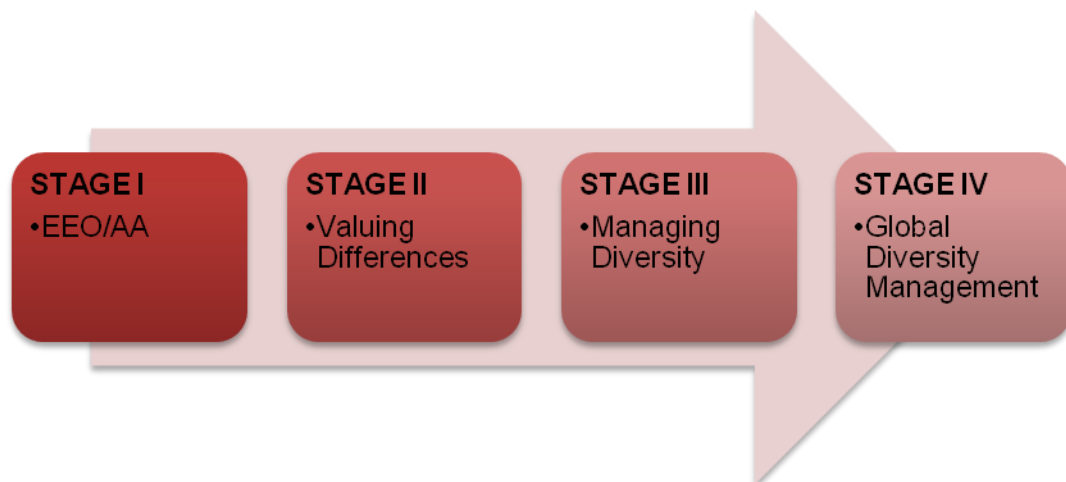 STAGE I
•EEO/AA
STAGE II
•Valuing
Differences
STAGE III
•Managing
Diversity
STAGE IV
•Global
Diversity
Management